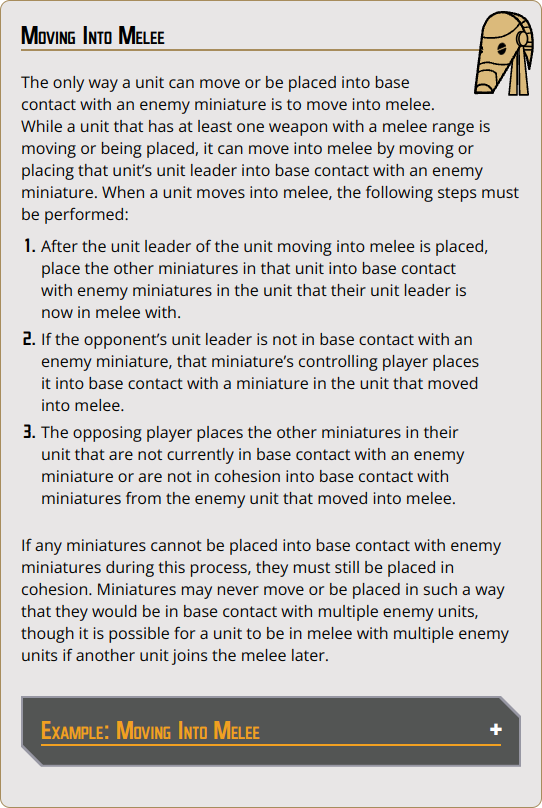 Moving Into Melee
The only way a unit can move or be placed into base
contact with an enemy miniature is to move into melee.
While a unit that has at least one weapon with a melee range is
moving or being placed, it can move into melee by moving or
placing that unit’s unit leader into base contact with an enemy
miniature. When a unit moves into melee, the following steps must
be performed:
1. After the unit leader of the unit moving into melee is placed,
place the other miniatures in that unit into base contact
with enemy miniatures in the unit that their unit leader is
now in melee with.
2. If the opponent’s unit leader is not in base contact with an
enemy miniature, that miniature’s controlling player places
it into base contact with a miniature in the unit that moved
into melee.
3. The opposing player places the other miniatures in their
unit that are not currently in base contact with an enemy
miniature or are not in cohesion into base contact with
miniatures from the enemy unit that moved into melee.
If any miniatures cannot be placed into base contact with enemy
miniatures during this process, they must still be placed in
cohesion. Miniatures may never move or be placed in such a way
that they would be in base contact with multiple enemy units,
though it is possible for a unit to be in melee with multiple enemy
units if another unit joins the melee later.
Example: Moving Into Melee +